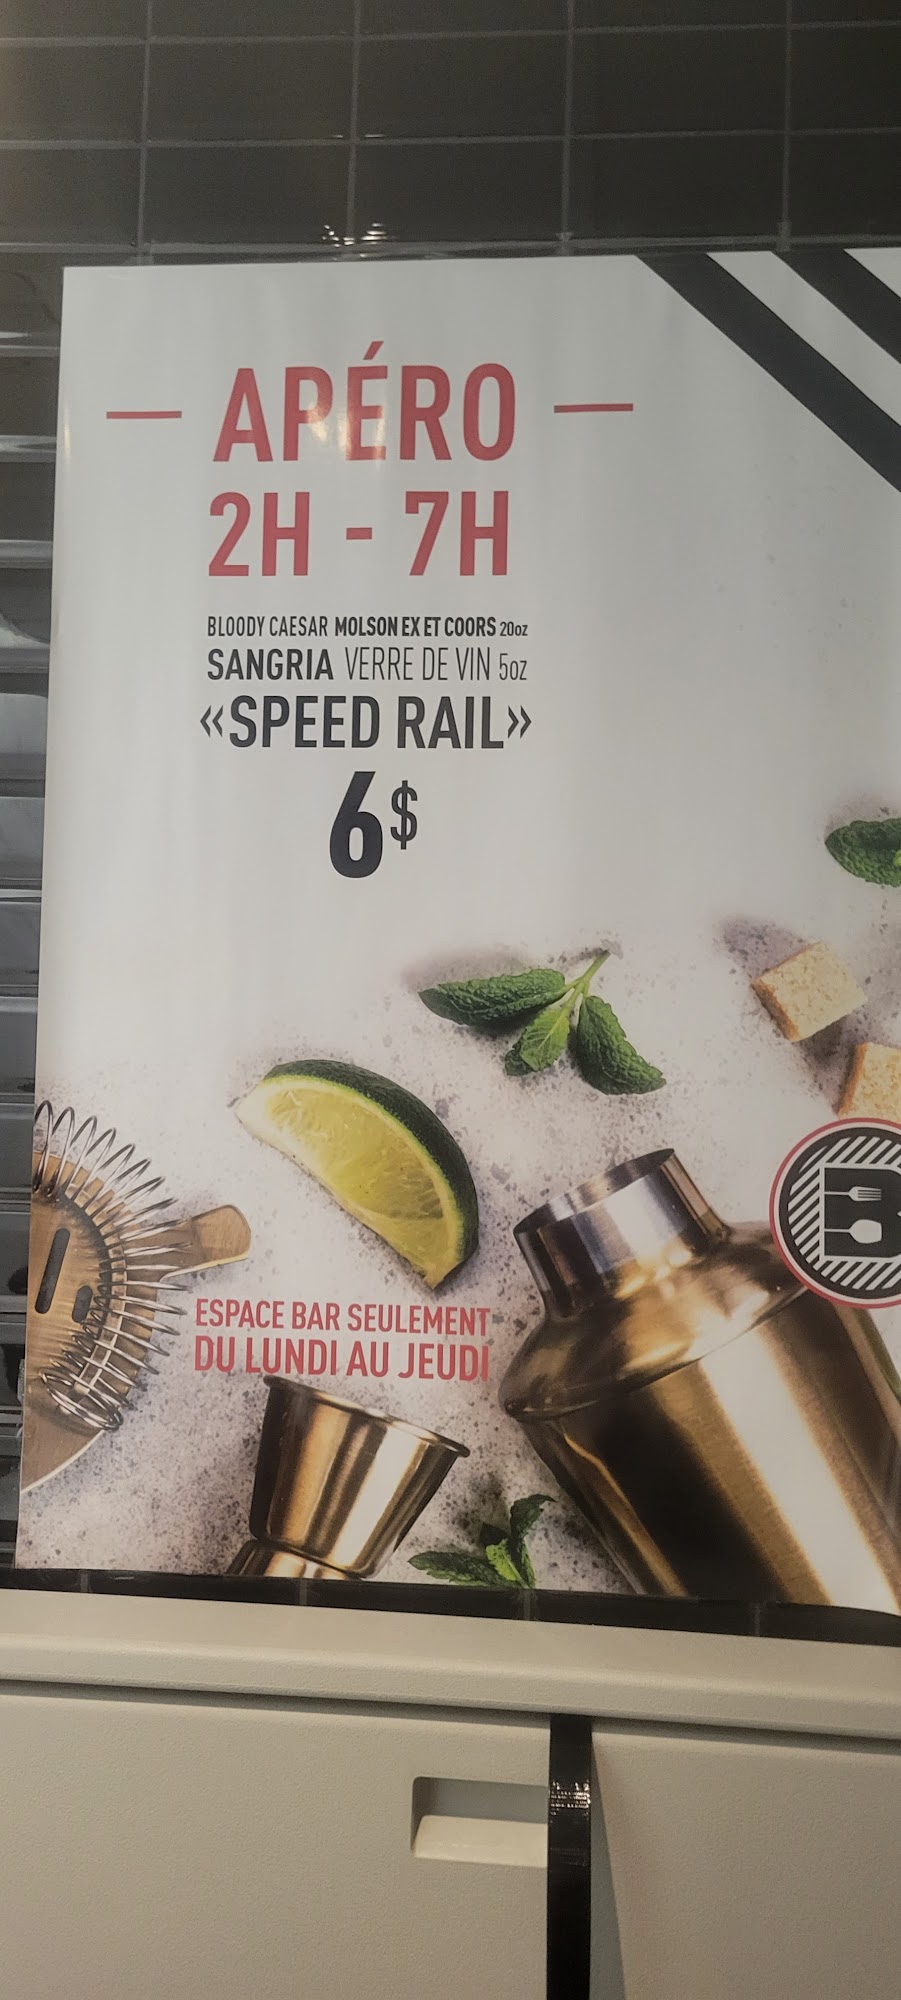 — APÉRO —
2H - 7H
BLOODY CAESAR MOLSON EX ET COORS 20oz
SANGRIA VERRE DE VIN 5oz
«SPEED RAIL»
6$
ESPACE BAR SEULEMENT
DU LUNDI AU JEUDI